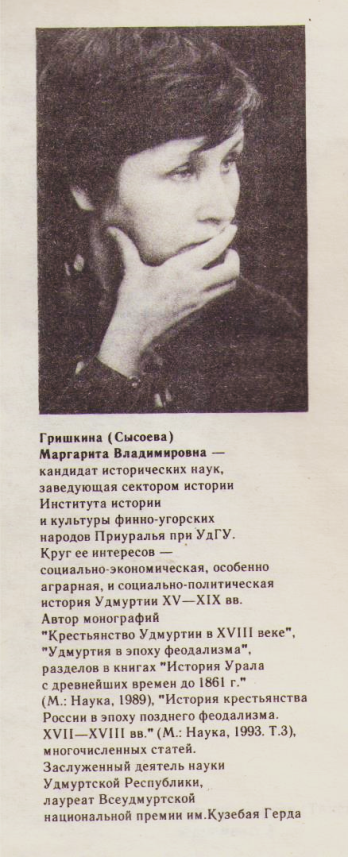 Гришкина (Сысоева)
Маргарита Владимировна —
кандидат исторических наук,
заведующая сектором истории
Института истории
и культуры финно-угорских
народов Приуралья при УдГУ.
Круг ее интересов —
социально-экономическая, особенно
аграрная, и социально-политическая
история Удмуртии XV—XIX вв.
Автор монографий
"Крестьянство Удмуртии в XVIII веке",
"Удмуртия в эпоху феодализма",
разделов в книгах "История Урала
с древнейших времен до 1861 г."
(М.: Наука, 1989), "История крестьянства
России в эпоху позднего феодализма.
XVII—XVIII вв." (М.: Наука, 1993. Т.3),
многочисленных статей.
Заслуженный деятель науки
Удмуртской Республики,
лауреат Всеудмуртской
национальной премии им.Кузебая Герда